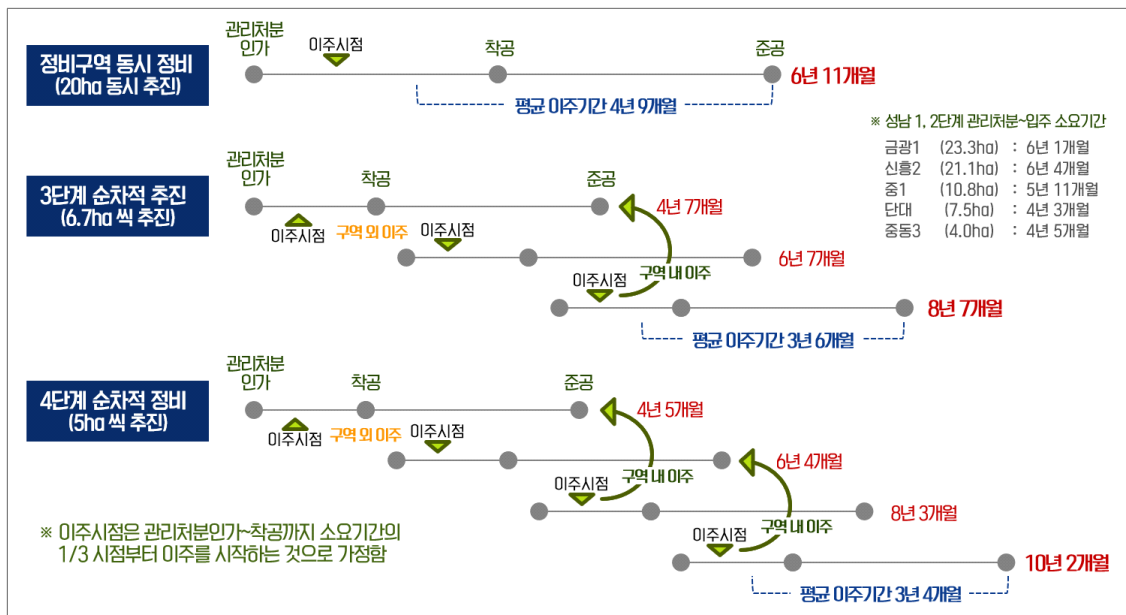 정비구역 동시 정비
(20ha 동시 추진)
관리처분
인가
이주시점
착공
준공
6년 11개월
평균 이주기간 4년 9개월
※ 성남 1, 2단계 관리처분~입주 소요기간
금광1 (23.3ha) : 6년 1개월
신흥2 (21.1ha) : 6년 4개월
중1 (10.8ha) : 5년 11개월
단대 (7.5ha) : 4년 3개월
중동3 (4.0ha) : 4년 5개월
3단계 순차적 추진
(6.7ha 씩 추진)
관리처분
인가
착공
준공
4년 7개월
이주시점
구역 외 이주
이주시점
6년 7개월
이주시점
구역 내 이주
8년 7개월
평균 이주기간 3년 6개월
4단계 순차적 정비
(5ha 씩 추진)
관리처분
인가
착공
준공
4년 5개월
이주시점
구역 외 이주
이주시점
6년 4개월
이주시점
구역 내 이주
8년 3개월
이주시점
구역 내 이주
10년 2개월
평균 이주기간 3년 4개월
※ 이주시점은 관리처분인가~착공까지 소요기간의
1/3 시점부터 이주를 시작하는 것으로 가정함